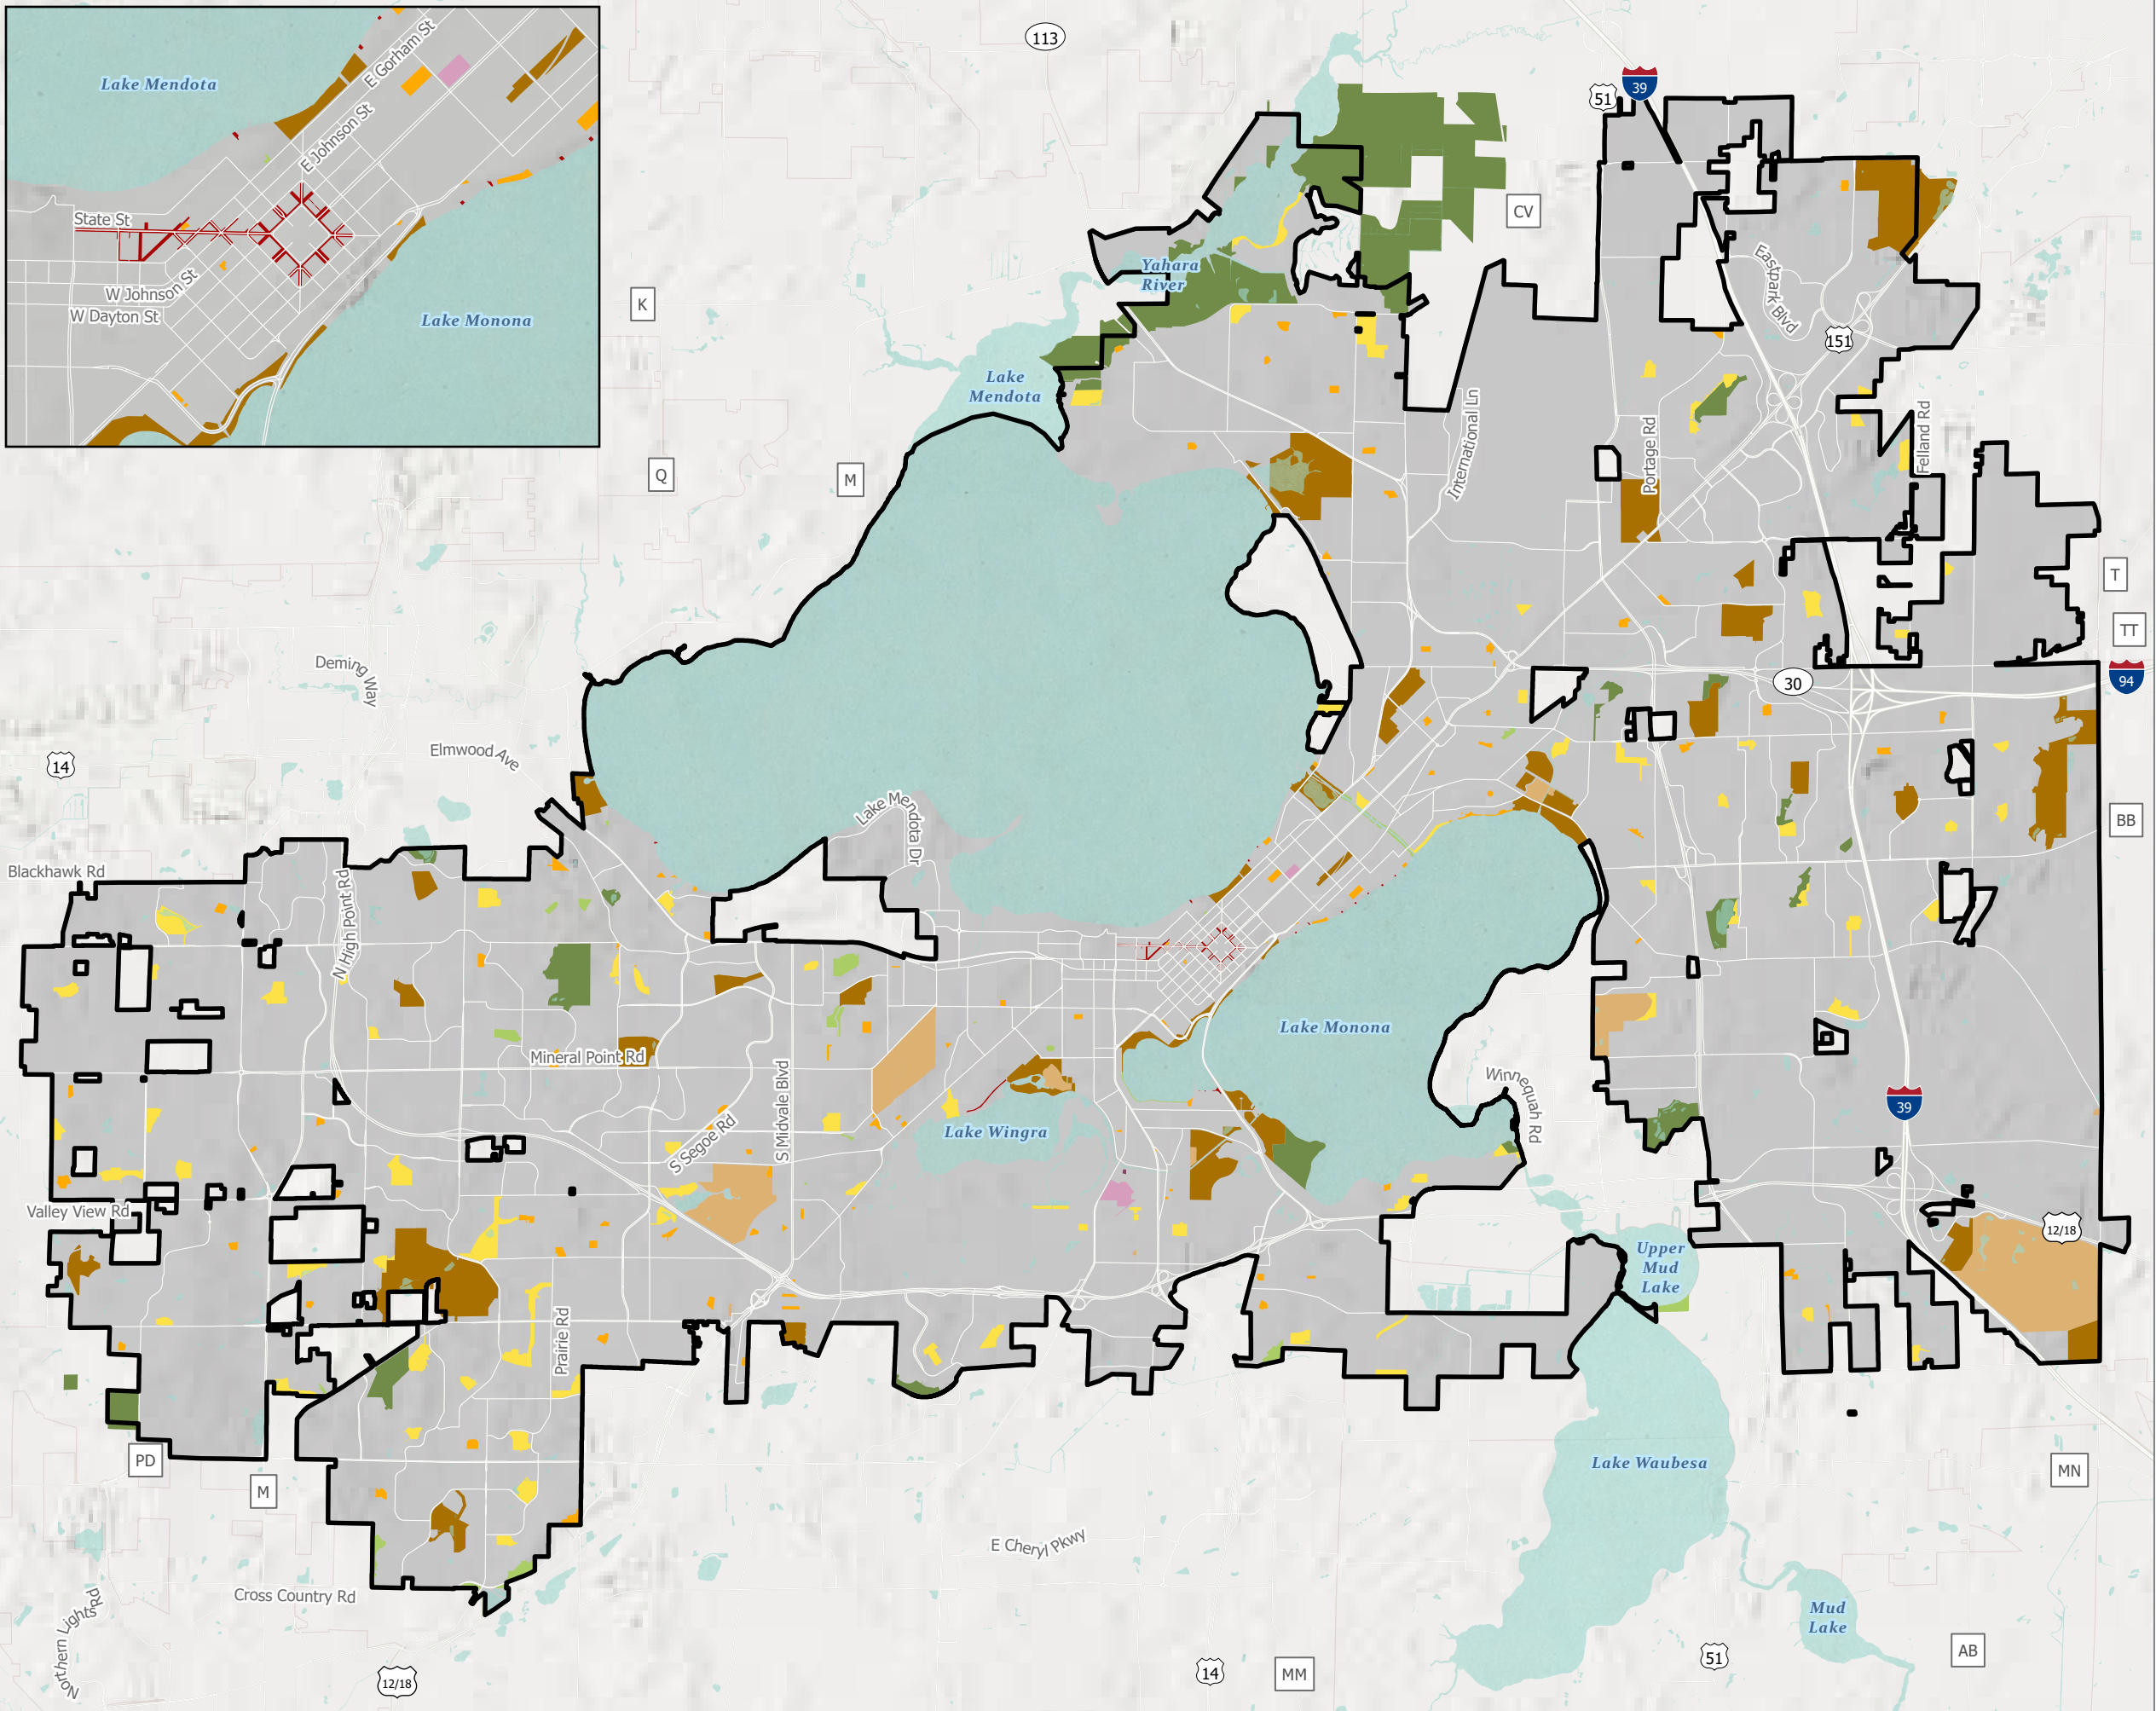 Lake Mendota
E Gorham St
E Johnson St
State St
W Johnson St
W Dayton St
Lake Monona
113
51
39
CV
K
Yahara
River
Eastpark Blvd
151
Lake
Mendota
Q
M
International Ln
Portage Rd
Felland Rd
T
TT
Deming Way
30
94
14
Elmwood Ave
Lake Mendota Dr
BB
Blackhawk Rd
N High Point Rd
Lake Monona
Mineral Point Rd
S Midvale Blvd
Winnequah Rd
39
Lake Wingra
S Segoe Rd
Valley View Rd
12/18
Upper
Mud
Lake
Prairie Rd
PD
M
Lake Waubesa
MN
E Cheryl Pkwy
Cross Country Rd
Northern Lights Rd
Mud
Lake
12/18
14
MM
51
AB